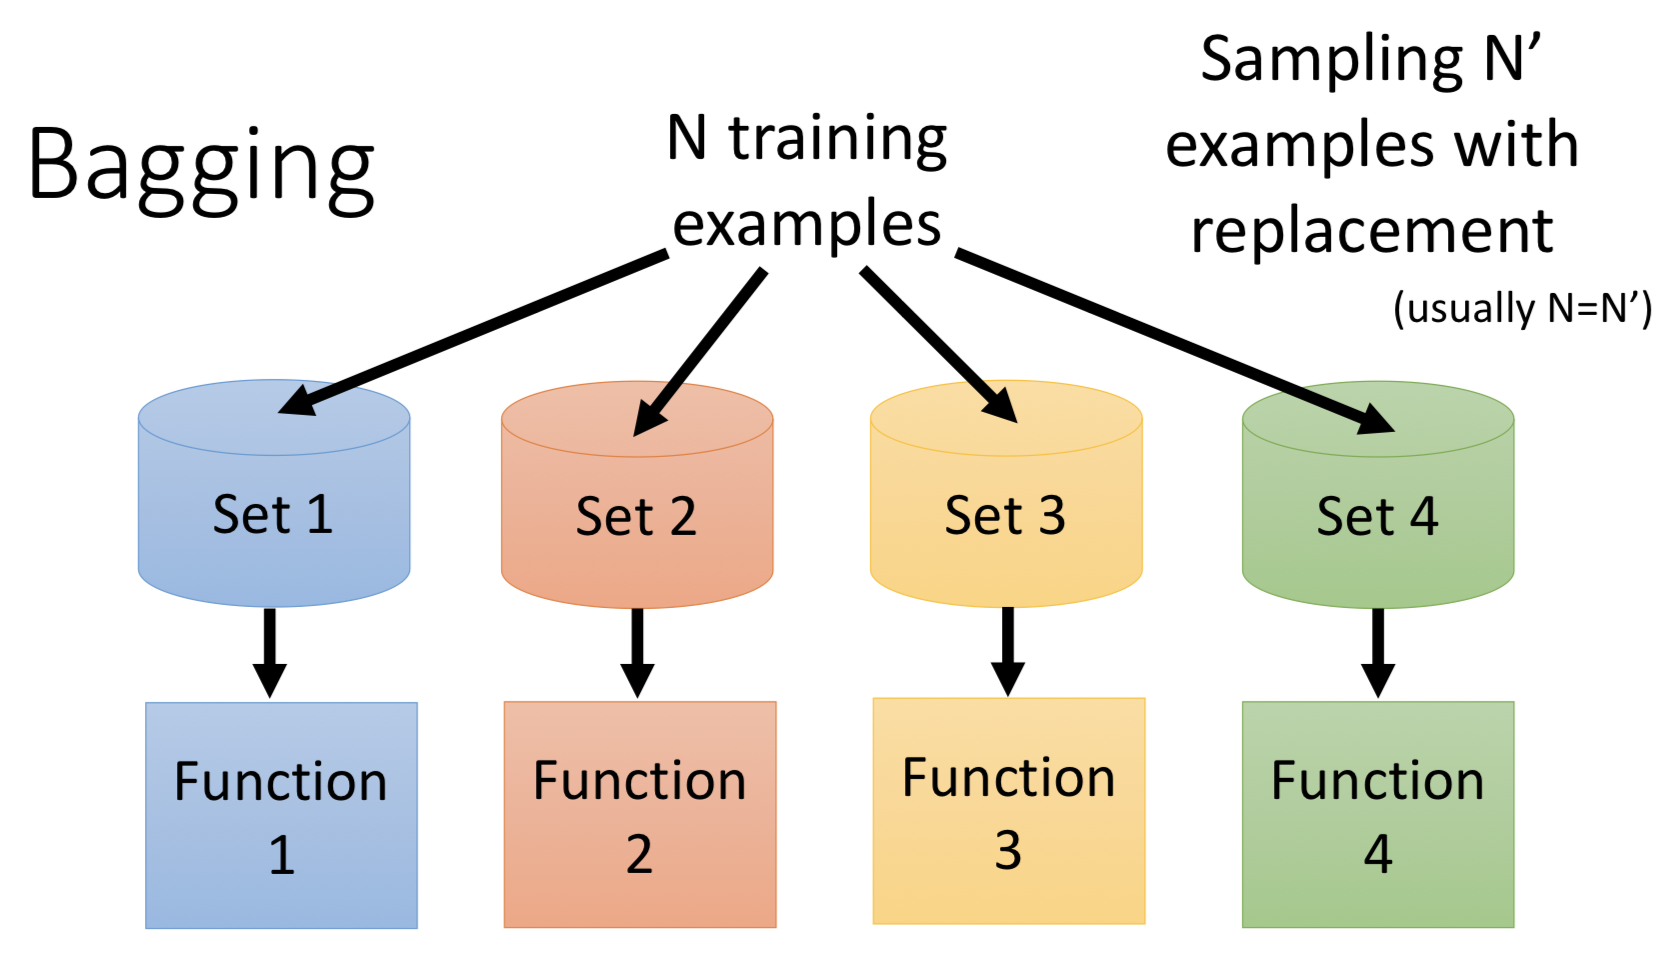 Bagging
N training
examples
Sampling N’
examples with
replacement
(usually N=N’)
Set 1
Set 2
Set 3
Set 4
Function
1
Function
2
Function
3
Function
4